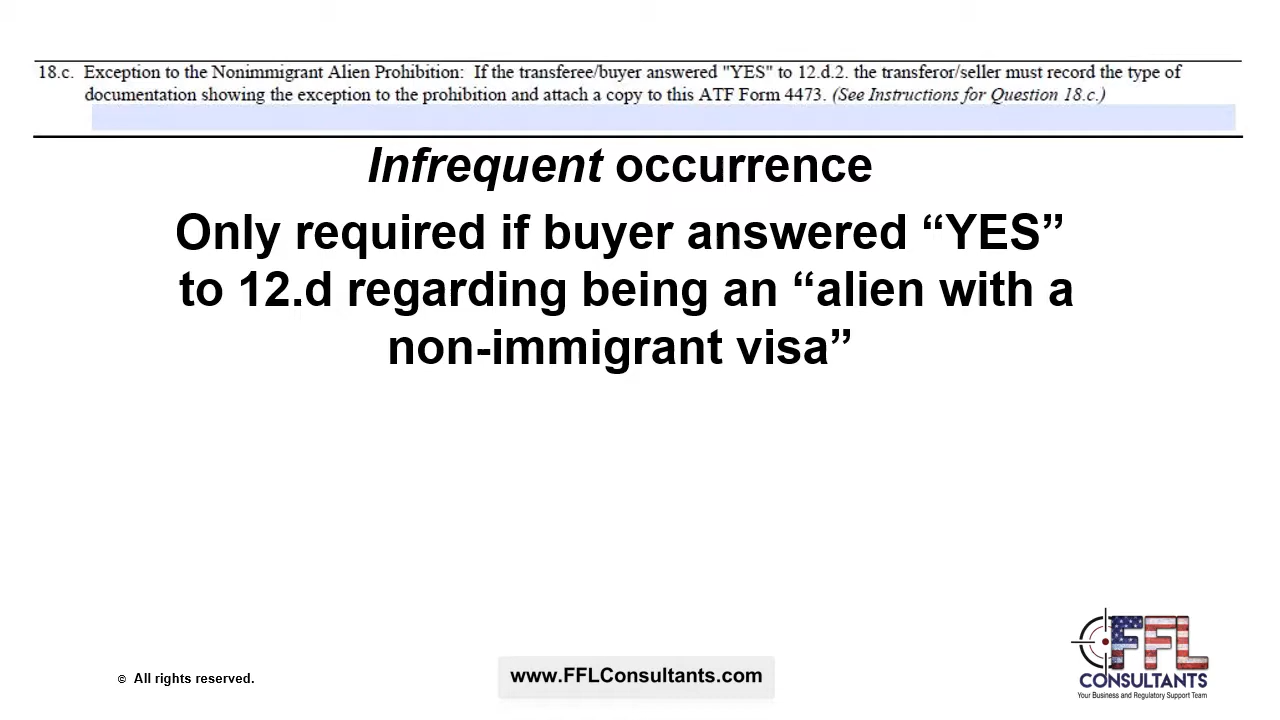 18.c. Exception to the Nonimmigrant Alien Prohibition: If the transferee/buyer answered "YES" to 12.d.2. the transferor/seller must record the type of
documentation showing the exception to the prohibition and attach a copy to this ATF Form 4473. (See Instructions for Question 18.c.)
Infrequent occurrence
Only required if buyer answered “YES”
to 12.d regarding being an “alien with a
non-immigrant visa”
© All rights reserved.
www.FFLConsultants.com
FFL
CONSULTANTS
Your Business and Regulatory Support Team